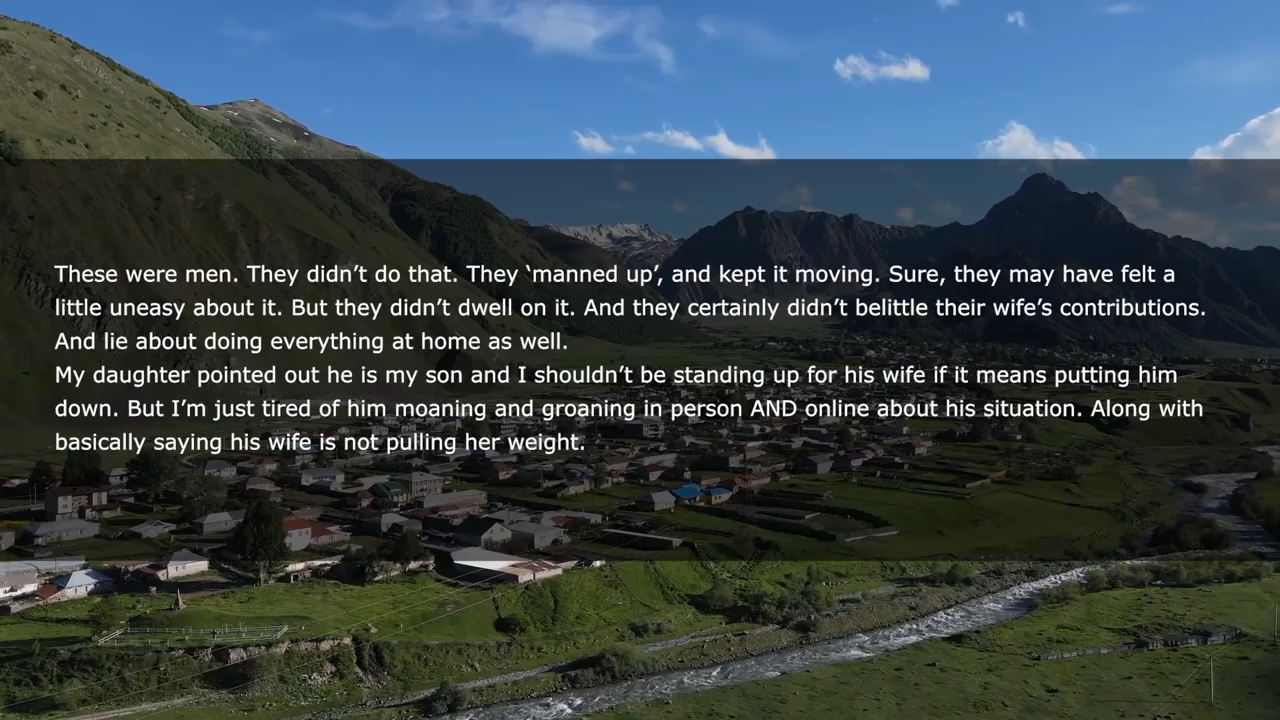 These were men. They didn’t do that. They ‘manned up’, and kept it moving. Sure, they may have felt a
little uneasy about it. But they didn’t dwell on it. And they certainly didn’t belittle their wife’s contributions.
And lie about doing everything at home as well.
My daughter pointed out he is my son and I shouldn’t be standing up for his wife if it means putting him
down. But I’m just tired of him moaning and groaning in person AND online about his situation. Along with
basically saying his wife is not pulling her weight.